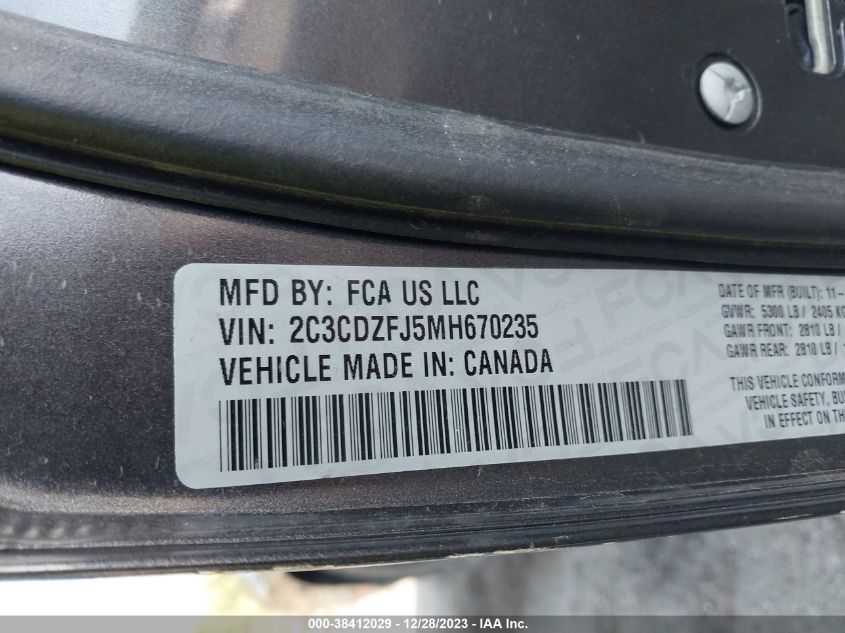 MFD BY: FCA US LLC
VIN: 2C3CDZFJ5MH670235
VEHICLE MADE IN: CANADA
DATE OF MFR (BUILT): 11-
GVWR: 5300 LB / 2405 KG
GAWR FRONT: 2810 LB /
GAWR REAR: 2810 LB / 1
THIS VEHICLE CONFORM
VEHICLE SAFETY, BU
IN EFFECT ON TH
000-38412029 - 12/28/2023 - IAA Inc.